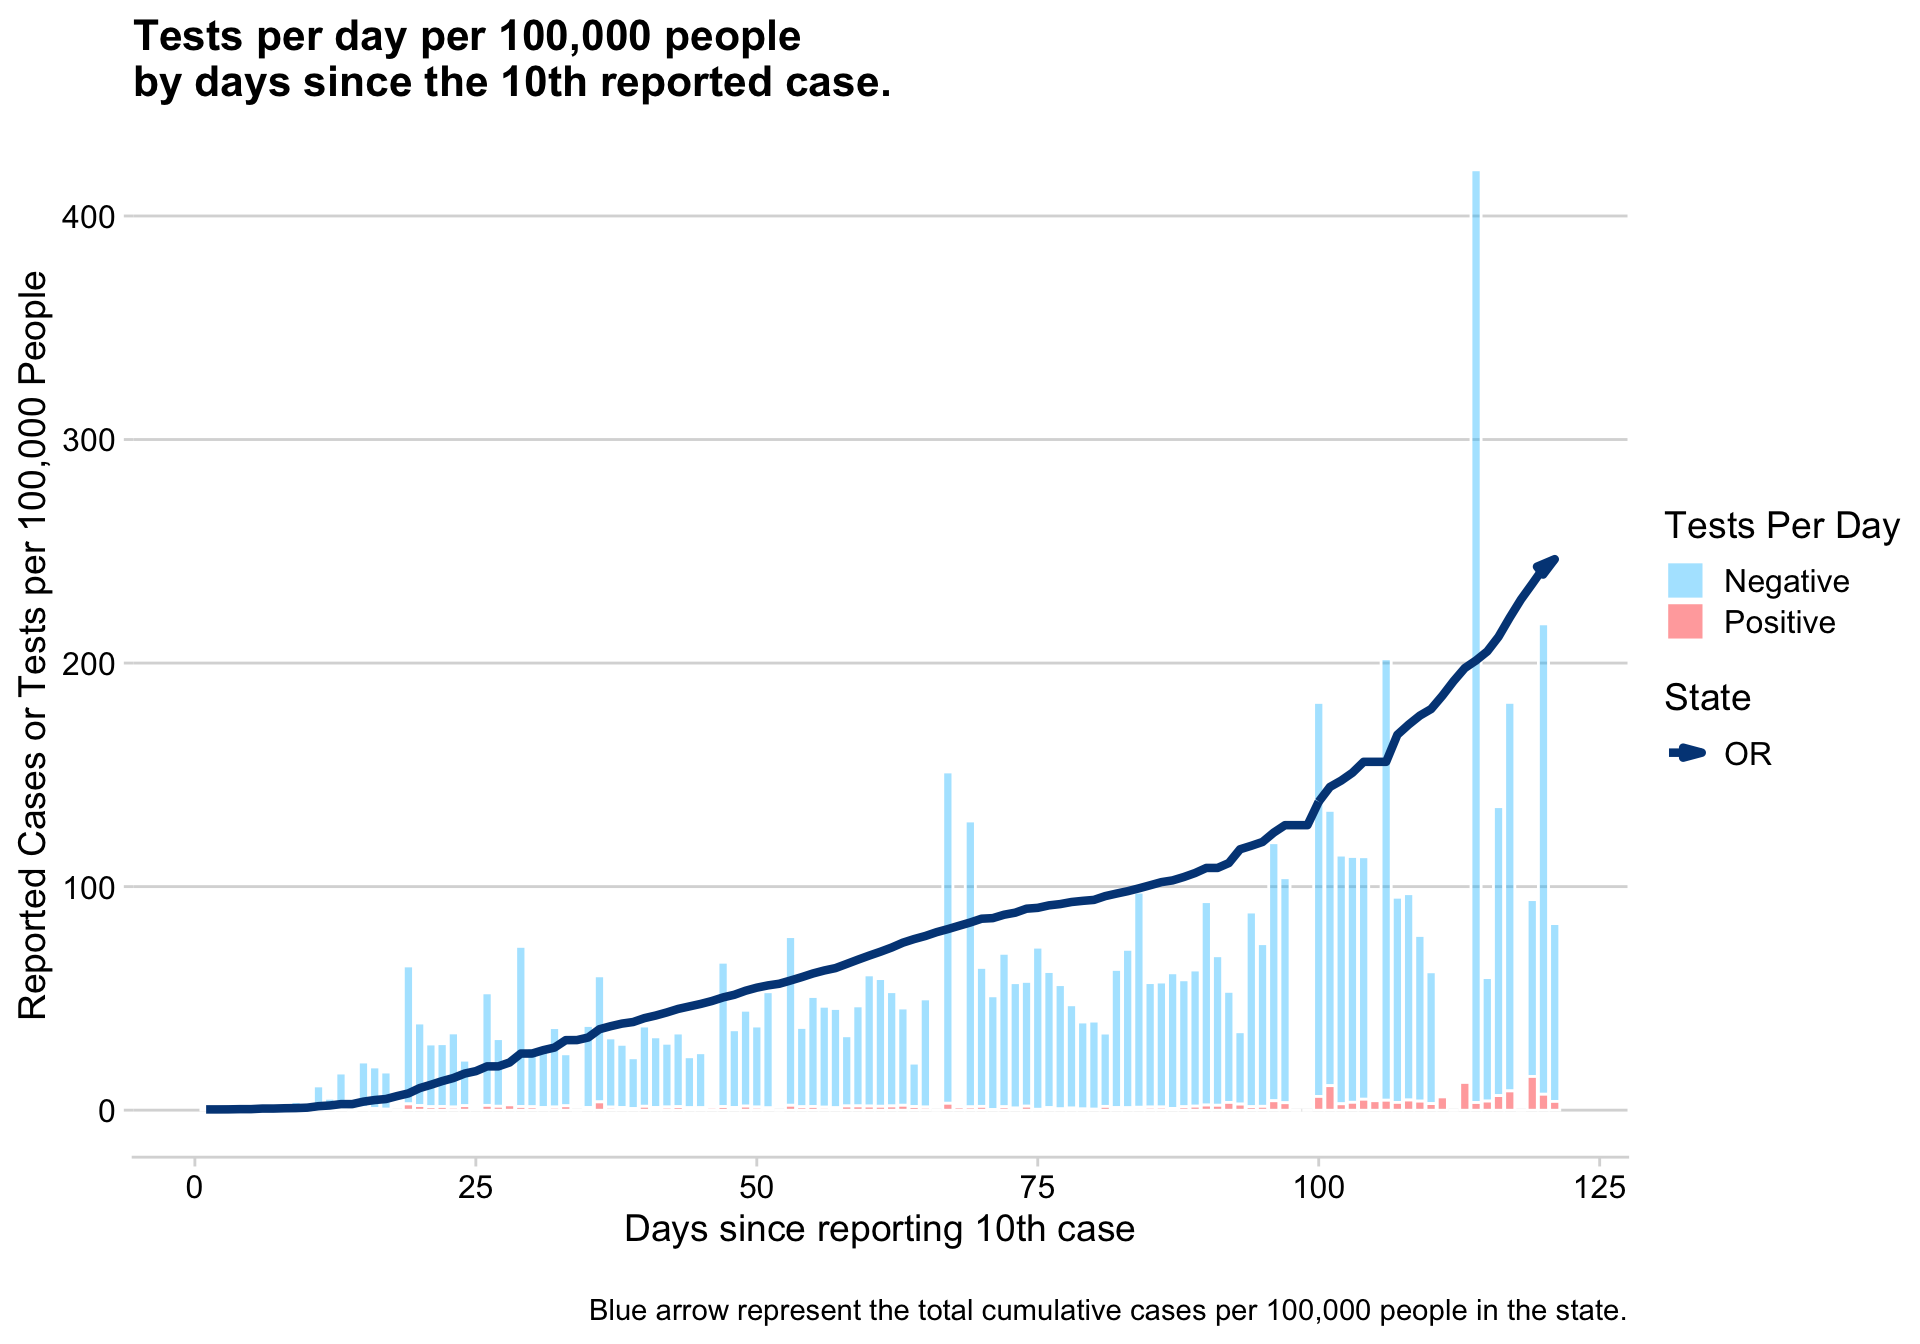 Tests per day per 100,000 people
by days since the 10th reported case.
Reported Cases or Tests per 100,000 People
400
300
200
100
0
0
25
50
75
100
125
Days since reporting 10th case
Tests Per Day
Negative
Positive
State
OR
Blue arrow represent the total cumulative cases per 100,000 people in the state.